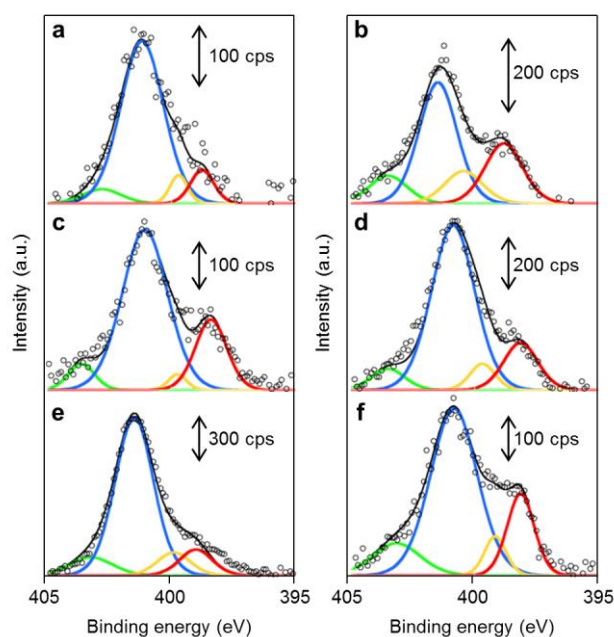 a
100 cps
b
200 cps
c
100 cps
d
200 cps
e
300 cps
f
100 cps
Intensity (a.u.)
Intensity (a.u.)
405
400
395
405
400
395
Binding energy (eV)
Binding energy (eV)